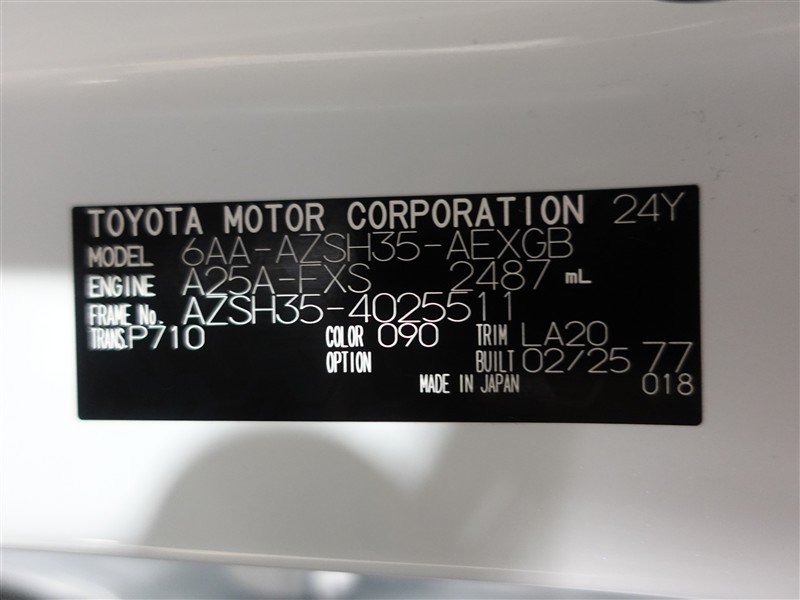 TOYOTA MOTOR CORPORATION 24Y
MODEL 6AA-AZSH35-AEXGB
ENGINE A25A-FXS 2487 mL
FRAME No. AZSH35-4025511
TRANS. P710 COLOR 090 TRIM LA20
OPTION BUILT 02/25 77
MADE IN JAPAN 018